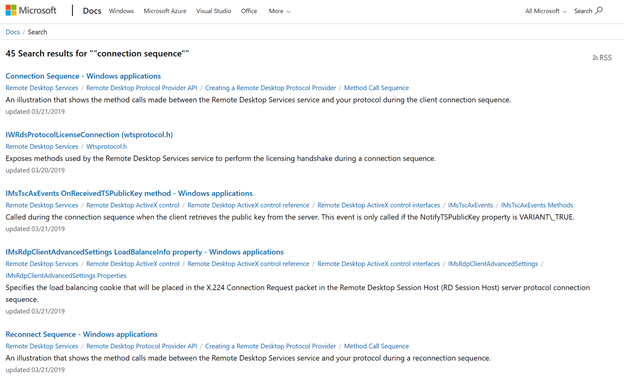 Microsoft Docs Windows Microsoft Azure Visual Studio Office More All Microsoft Search
Docs / Search
45 Search results for ""connection sequence""
RSS
Connection Sequence - Windows applications
Remote Desktop Services / Remote Desktop Protocol Provider API / Creating a Remote Desktop Protocol Provider / Method Call Sequence
An illustration that shows the method calls made between the Remote Desktop Services service and your protocol during the client connection sequence.
updated 03/21/2019
IWRdsProtocolLicenseConnection (wtsprotocol.h)
Remote Desktop Services / Wtsprotocol.h
Exposes methods used by the Remote Desktop Services service to perform the licensing handshake during a connection sequence.
updated 03/20/2019
IMsTscAxEvents OnReceivedTSPublicKey method - Windows applications
Remote Desktop Services / Remote Desktop ActiveX control / Remote Desktop ActiveX control reference / Remote Desktop ActiveX control interfaces / IMsTscAxEvents / IMsTscAxEvents Methods
Called during the connection sequence when the client retrieves the public key from the server. This event is only called if the NotifyTSPublicKey property is VARIANT\_TRUE.
updated 03/21/2019
IMsRdpClientAdvancedSettings LoadBalanceInfo property - Windows applications
Remote Desktop Services / Remote Desktop ActiveX control / Remote Desktop ActiveX control reference / Remote Desktop ActiveX control interfaces / IMsRdpClientAdvancedSettings /
IMsRdpClientAdvancedSettings Properties
Specifies the load balancing cookie that will be placed in the X.224 Connection Request packet in the Remote Desktop Session Host (RD Session Host) server protocol connection
sequence.
updated 03/21/2019
Reconnect Sequence - Windows applications
Remote Desktop Services / Remote Desktop Protocol Provider API / Creating a Remote Desktop Protocol Provider / Method Call Sequence
An illustration that shows the method calls made between the Remote Desktop Services service and your protocol during a reconnection sequence.
updated 03/21/2019